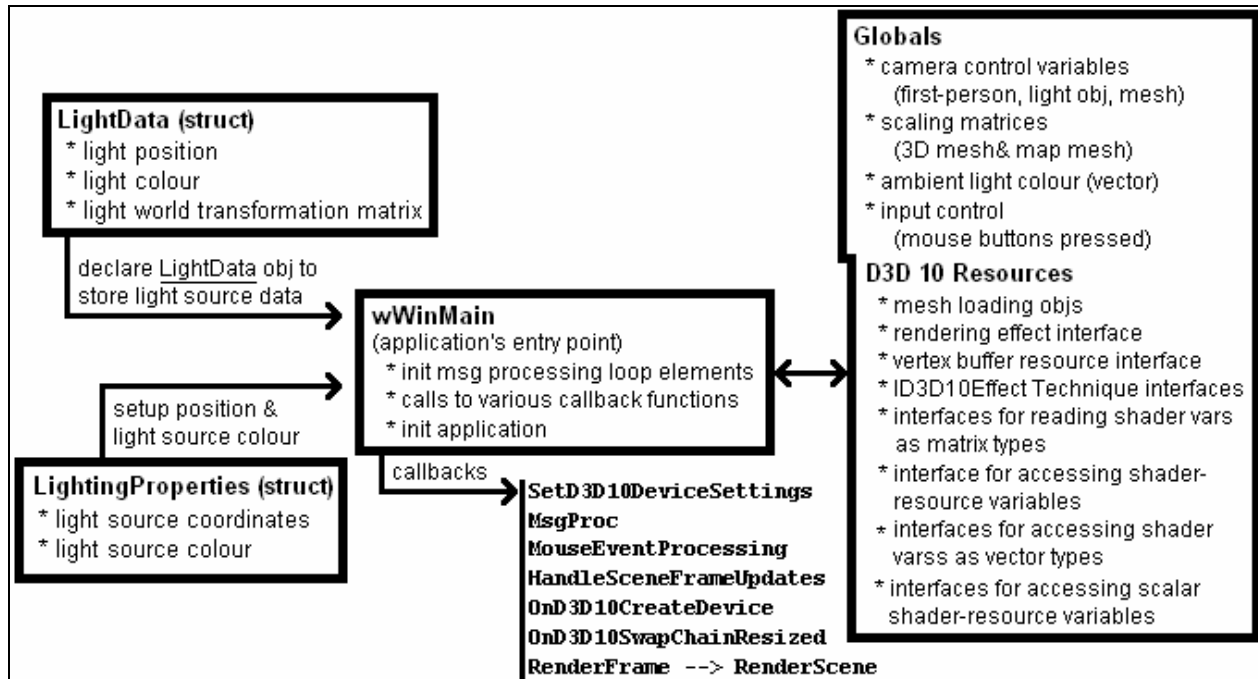 LightData (struct)
* light position
* light colour
* light world transformation matrix
declare LightData obj to
store light source data
setup position &
light source colour
LightingProperties (struct)
* light source coordinates
* light source colour
wWinMain
(application's entry point)
* init msg processing loop elements
* calls to various callback functions
* init application
callbacks
SetD3D10DeviceSettings
MsgProc
MouseEventProcessing
HandleSceneFrameUpdates
OnD3D10CreateDevice
OnD3D10SwapChainResized
RenderFrame --> RenderScene
Globals
* camera control variables
(first-person, light obj, mesh)
* scaling matrices
(3D mesh& map mesh)
* ambient light colour (vector)
* input control
(mouse buttons pressed)
D3D 10 Resources
* mesh loading objs
* rendering effect interface
* vertex buffer resource interface
* ID3D10Effect Technique interfaces
* interfaces for reading shader vars
as matrix types
* interface for accessing shader-
resource variables
* interfaces for accessing shader
varss as vector types
* interfaces for accessing scalar
shader-resource variables